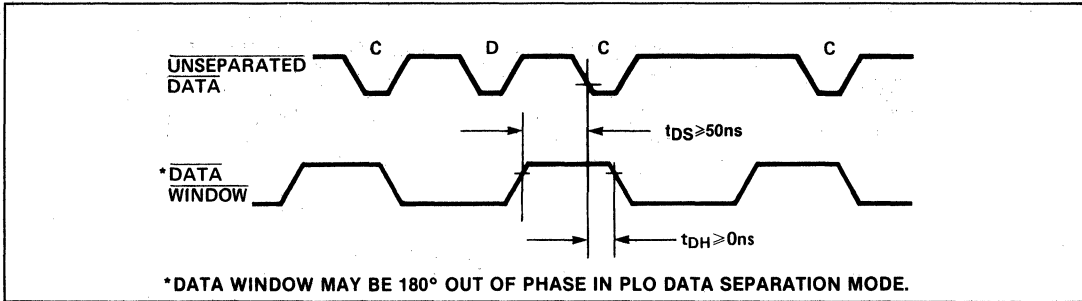 C D C C
UNSEPARATED
DATA
tDS≥50ns
*DATA
WINDOW
tDH≥0ns
*DATA WINDOW MAY BE 180° OUT OF PHASE IN PLO DATA SEPARATION MODE.